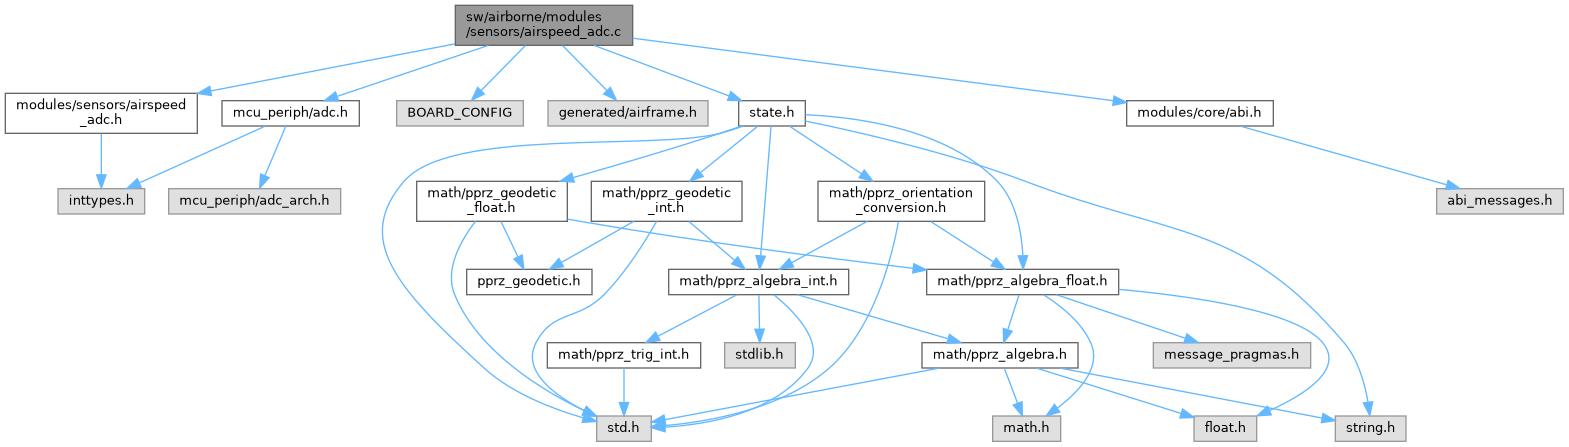 sw/airborne/modules
/sensors/airspeed_adc.c
modules/sensors/airspeed
_adc.h
mcu_periph/adc.h
BOARD_CONFIG
generated/airframe.h
state.h
modules/core/abi.h
inttypes.h
mcu_periph/adc_arch.h
math/pprz_geodetic
_float.h
math/pprz_geodetic
_int.h
math/pprz_orientation
_conversion.h
abi_messages.h
pprz_geodetic.h
math/pprz_algebra_int.h
math/pprz_algebra_float.h
math/pprz_trig_int.h
stdlib.h
math/pprz_algebra.h
message_pragmas.h
std.h
math.h
float.h
string.h